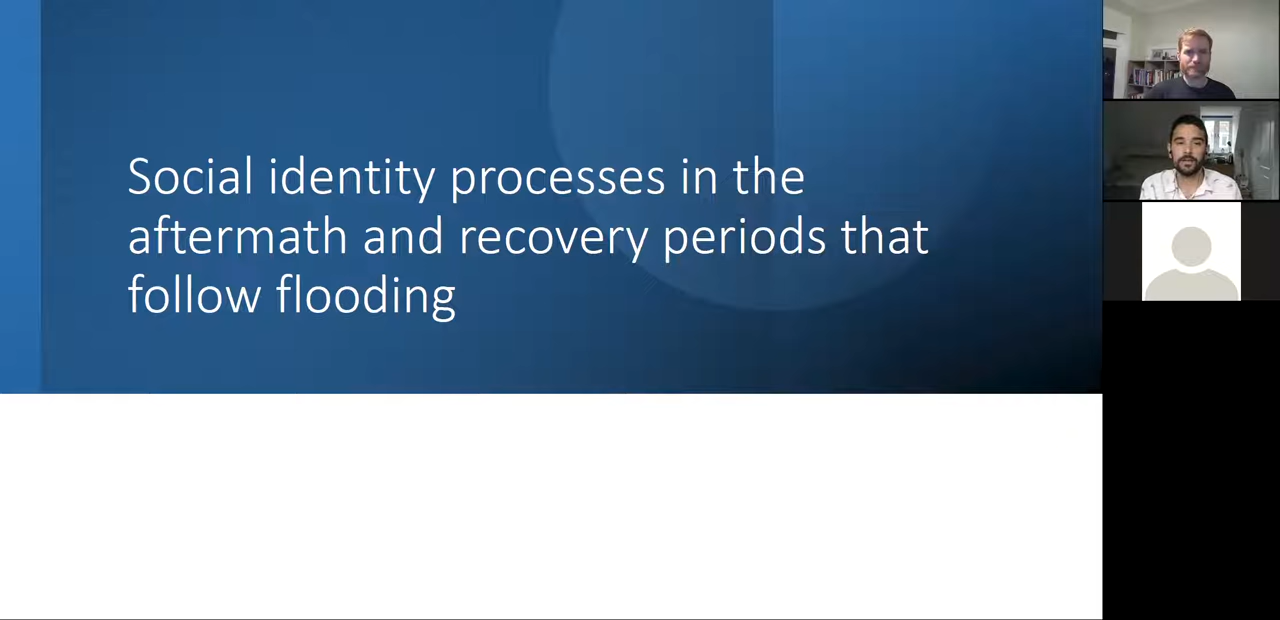 Social identity processes in the
aftermath and recovery periods that
follow flooding